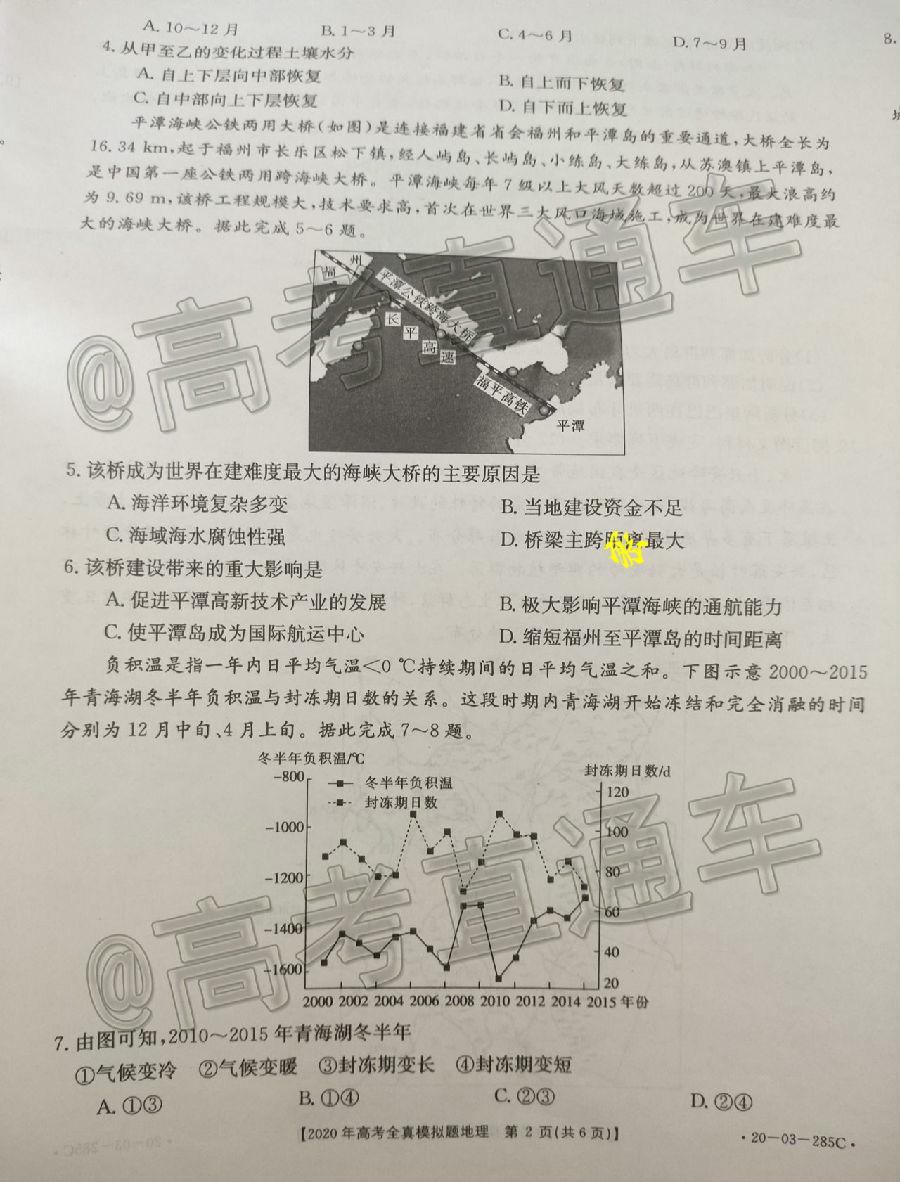 A. 10～12 月 B. 1～3 月 C. 4～6 月 D. 7～9 月
8.
4. 从甲至乙的变化过程土壤水分
A. 自上下层向中部恢复 B. 自上而下恢复
C. 自中部向上下层恢复 D. 自下而上恢复
平潭海峡公铁两用大桥(如图)是连接福建省省会福州和平潭岛的重要通道,大桥全长为
16.34 km,起于福州市长乐区松下镇,经人屿岛、长屿岛、小练岛、大练岛,从苏澳镇上平潭岛,
是中国第一座公铁两用跨海峡大桥。平潭海峡每年 7 级以上大风天数超过 200 天,最大浪高约
为 9.69 m,该桥工程规模大,技术要求高,首次在世界三大风口海域施工,成为世界在建难度最
大的海峡大桥。据此完成 5～6 题。
福州
平潭公铁跨海大桥
长平高速
福平高铁
平潭
5. 该桥成为世界在建难度最大的海峡大桥的主要原因是
A. 海洋环境复杂多变 B. 当地建设资金不足
C. 海域海水腐蚀性强 D. 桥梁主跨 度最大
6. 该桥建设带来的重大影响是
A. 促进平潭高新技术产业的发展 B. 极大影响平潭海峡的通航能力
C. 使平潭岛成为国际航运中心 D. 缩短福州至平潭岛的时间距离
负积温是指一年内日平均气温<0 ℃持续期间的日平均气温之和。下图示意 2000～2015
年青海湖冬半年负积温与封冻期日数的关系。这段时期内青海湖开始冻结和完全消融的时间
分别为 12 月中旬、4 月上旬。据此完成 7～8 题。
冬半年负积温/℃ 封冻期日数/d
-800 冬半年负积温 120
封冻期日数
-1000 100
-1200 80
-1400 60
40
-1600 20
2000 2002 2004 2006 2008 2010 2012 2014 2015 年份
7. 由图可知,2010～2015 年青海湖冬半年
①气候变冷 ②气候变暖 ③封冻期变长 ④封冻期变短
A. ①③ B. ①④ C. ②③ D. ②④
【2020 年高考全真模拟题地理 第 2 页(共 6 页)】 ·20－03－285C·
@高考直通车
@高考直通车